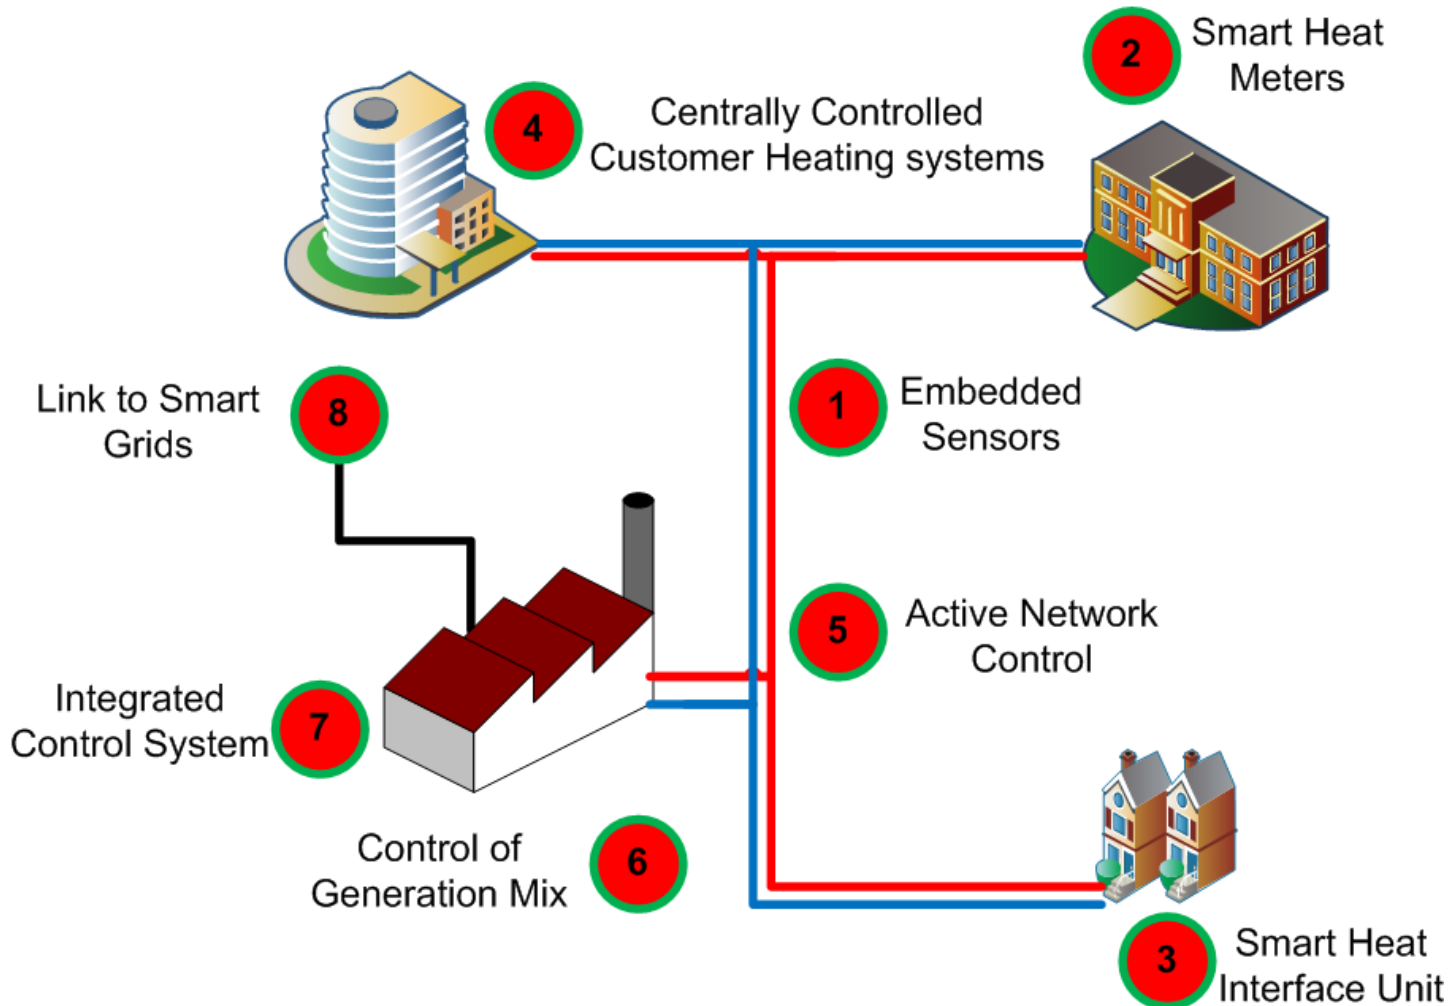 2
Smart Heat
Meters
4
Centrally Controlled
Customer Heating systems
Link to Smart
Grids
8
1
Embedded
Sensors
5
Active Network
Control
Integrated
Control System
7
Control of
Generation Mix
6
3
Smart Heat
Interface Unit